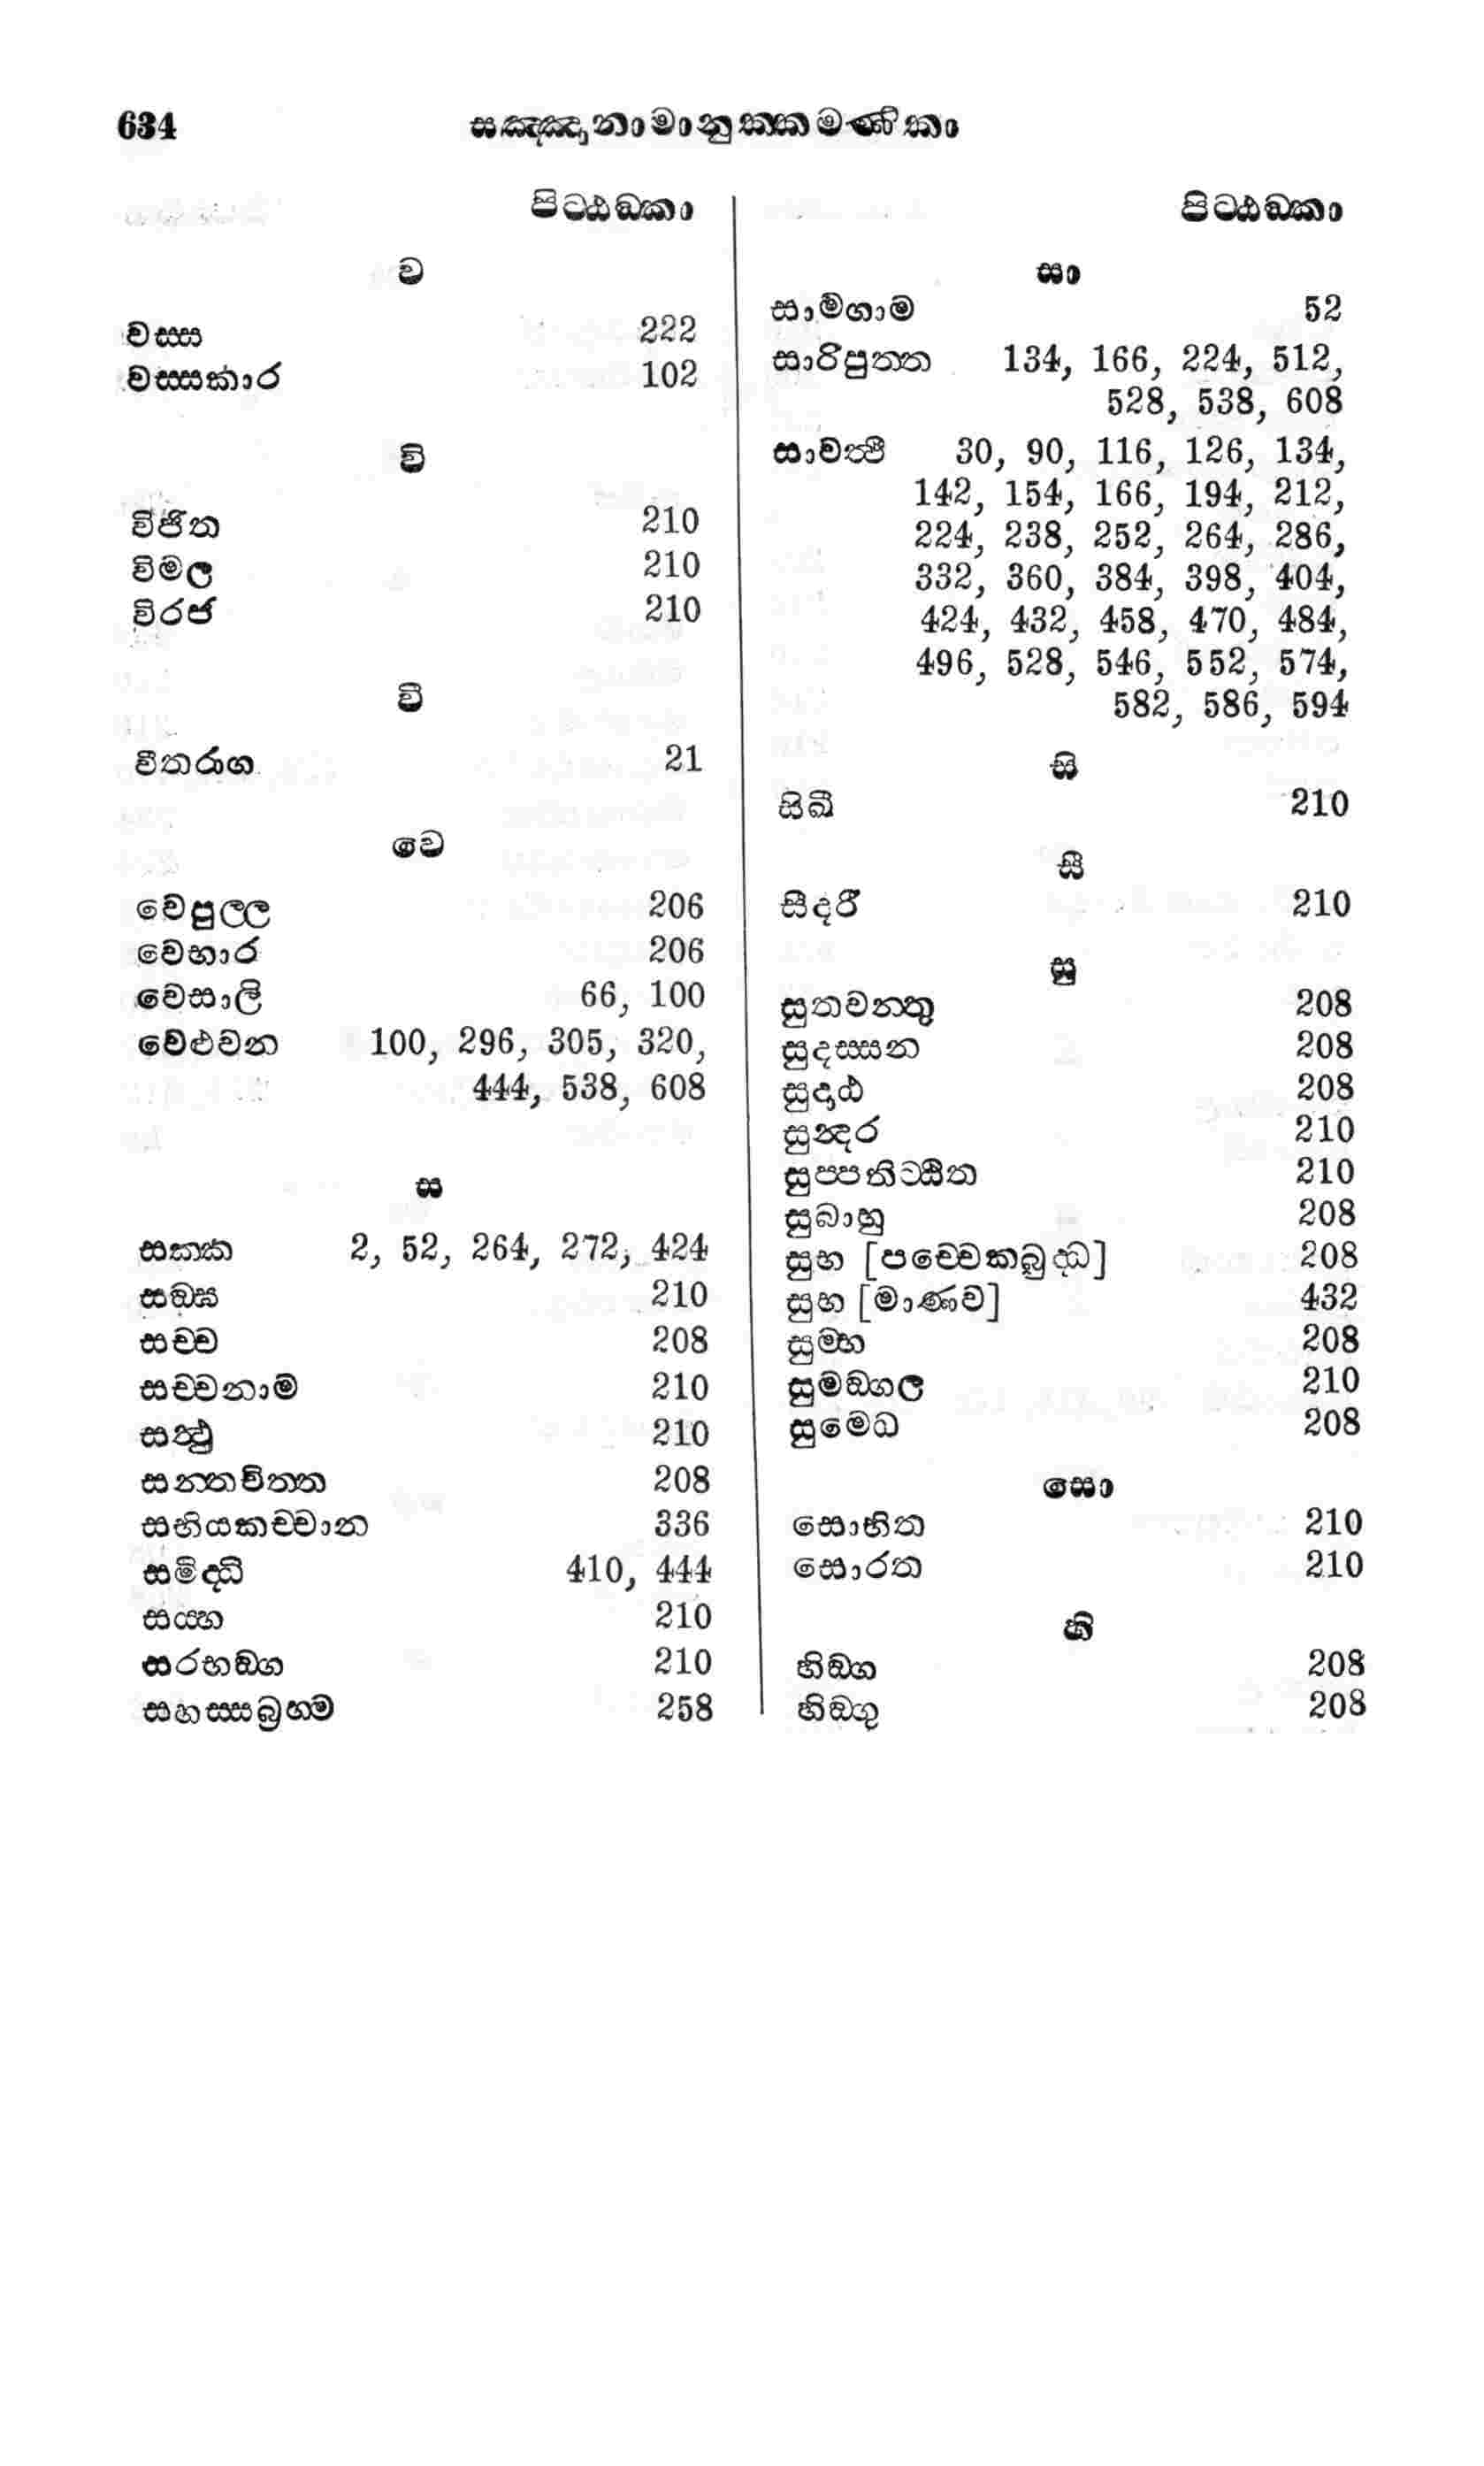 634 සඤ්ඤානාමානුක්කමණිකා
පිට්ඨඞ්කා
ව
වස්ස 222
වස්සකාර 102
වි
විජිත 210
විමල 210
විරජ 210
වී
වීතරාග 21
වෙ
වෙපුල්ල 206
වෙභාර 206
වෙසාලි 66, 100
වෙළුවන 100, 296, 305, 320,
444, 538, 608
ස
සක්ක 2, 52, 264, 272, 424
සඞ්ඝ 210
සච්ච 208
සච්චනාම 210
සත්ථු 210
සන්තචිත්ත 208
සභියකච්චාන 336
සමිද්ධි 410, 444
සය්හ 210
සරභඞ්ග 210
සහස්සබ්‍රහ්ම 258
පිට්ඨඞ්කා
සා
සාමගාම 52
සාරිපුත්ත 134, 166, 224, 512,
528, 538, 608
සාවත්ථී 30, 90, 116, 126, 134,
142, 154, 166, 194, 212,
224, 238, 252, 264, 286,
332, 360, 384, 398, 404,
424, 432, 458, 470, 484,
496, 528, 546, 552, 574,
582, 586, 594
සි
සිඛී 210
සී
සීදරී 210
සු
සුතවන්තු 208
සුදස්සන 208
සුදාඨ 208
සුන්දර 210
සුප්පතිට්ඨිත 210
සුබාහු 208
සුභ [පච්චෙකබුද්ධ] 208
සුභ [මාණව] 432
සුම්භ 208
සුමඞ්ගල 210
සුමෙධ 208
සො
සොභිත 210
සොරත 210
හි
හිඞ්ග 208
හිඞ්ගු 208